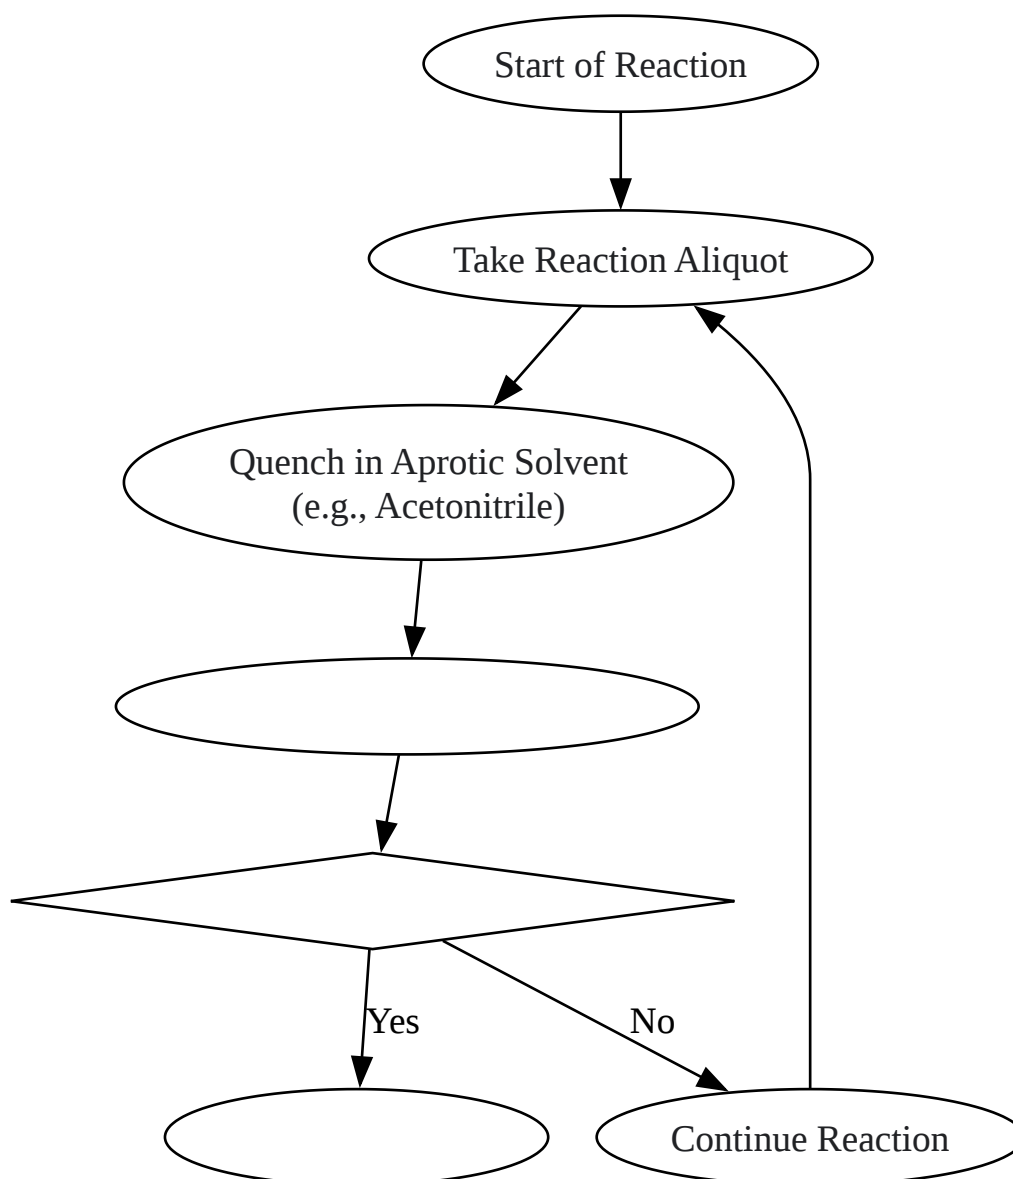 Start of Reaction
Take Reaction Aliquot
Quench in Aprotic Solvent
(e.g., Acetonitrile)
Yes
No
Continue Reaction